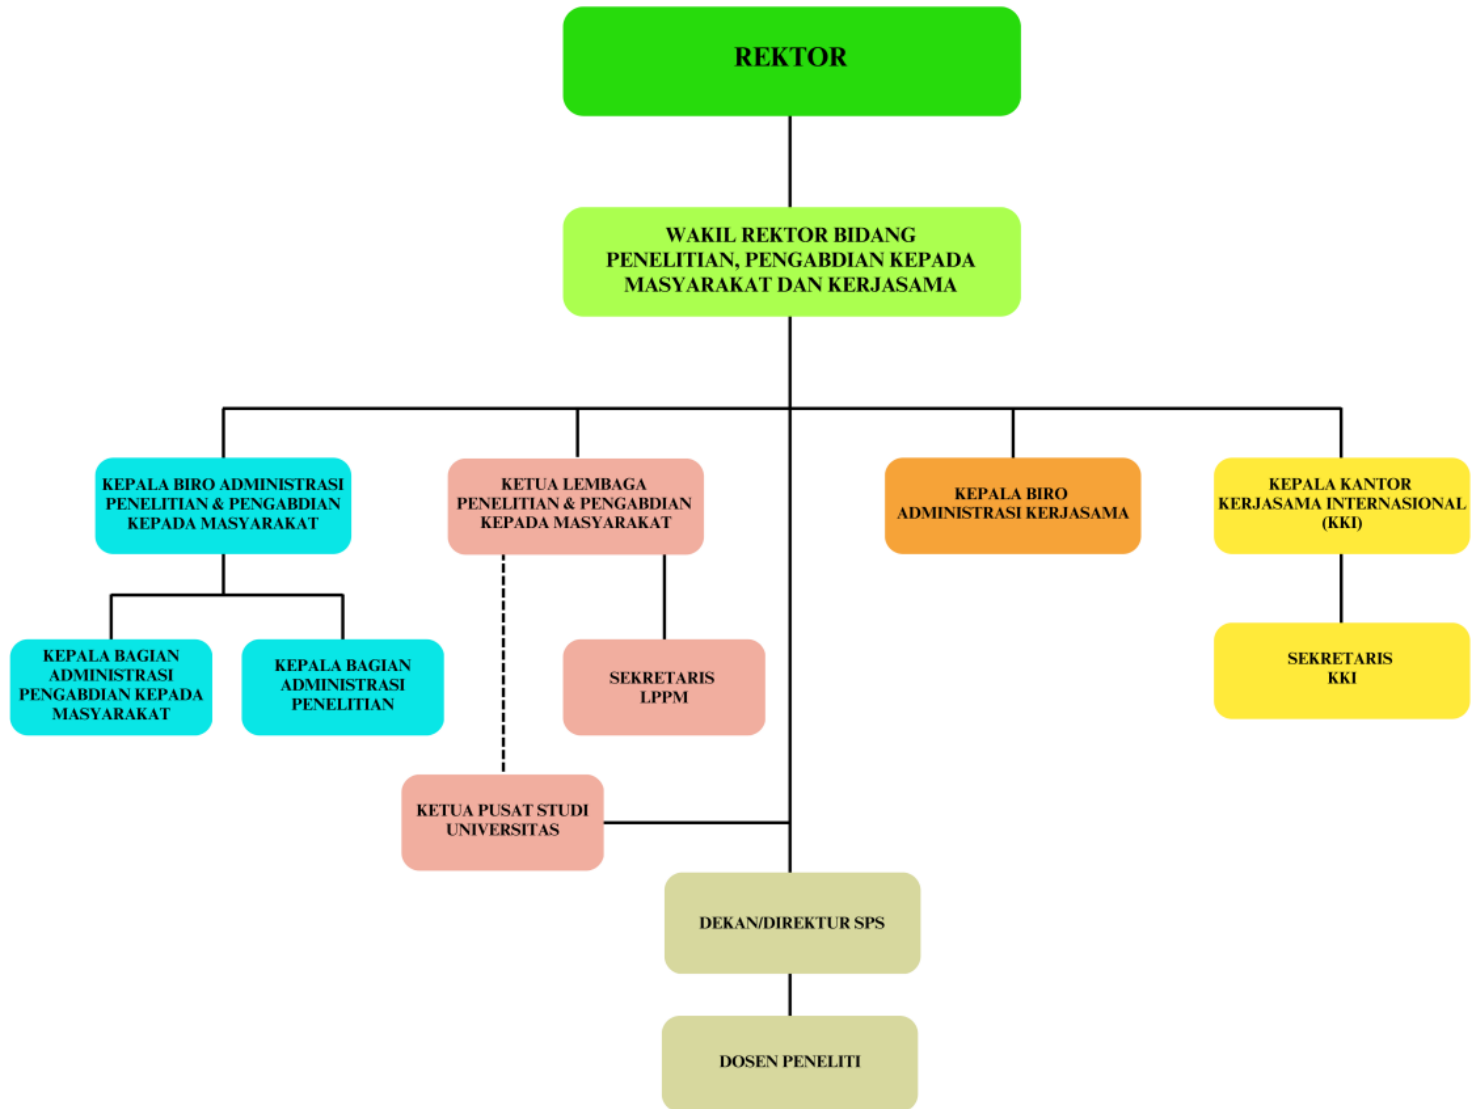 REKTOR
WAKIL REKTOR BIDANG
PENELITIAN, PENGABDIAN KEPADA
MASYARAKAT DAN KERJASAMA
KEPALA BIRO ADMINISTRASI
PENELITIAN & PENGABDIAN
KEPADA MASYARAKAT
KETUA LEMBAGA
PENELITIAN & PENGABDIAN
KEPADA MASYARAKAT
KEPALA BIRO
ADMINISTRASI KERJASAMA
KEPALA KANTOR
KERJASAMA INTERNASIONAL
(KKI)
KEPALA BAGIAN
ADMINISTRASI
PENGABDIAN KEPADA
MASYARAKAT
KEPALA BAGIAN
ADMINISTRASI
PENELITIAN
SEKRETARIS
LPPM
SEKRETARIS
KKI
KETUA PUSAT STUDI
UNIVERSITAS
DEKAN/DIREKTUR SPS
DOSEN PENELITI